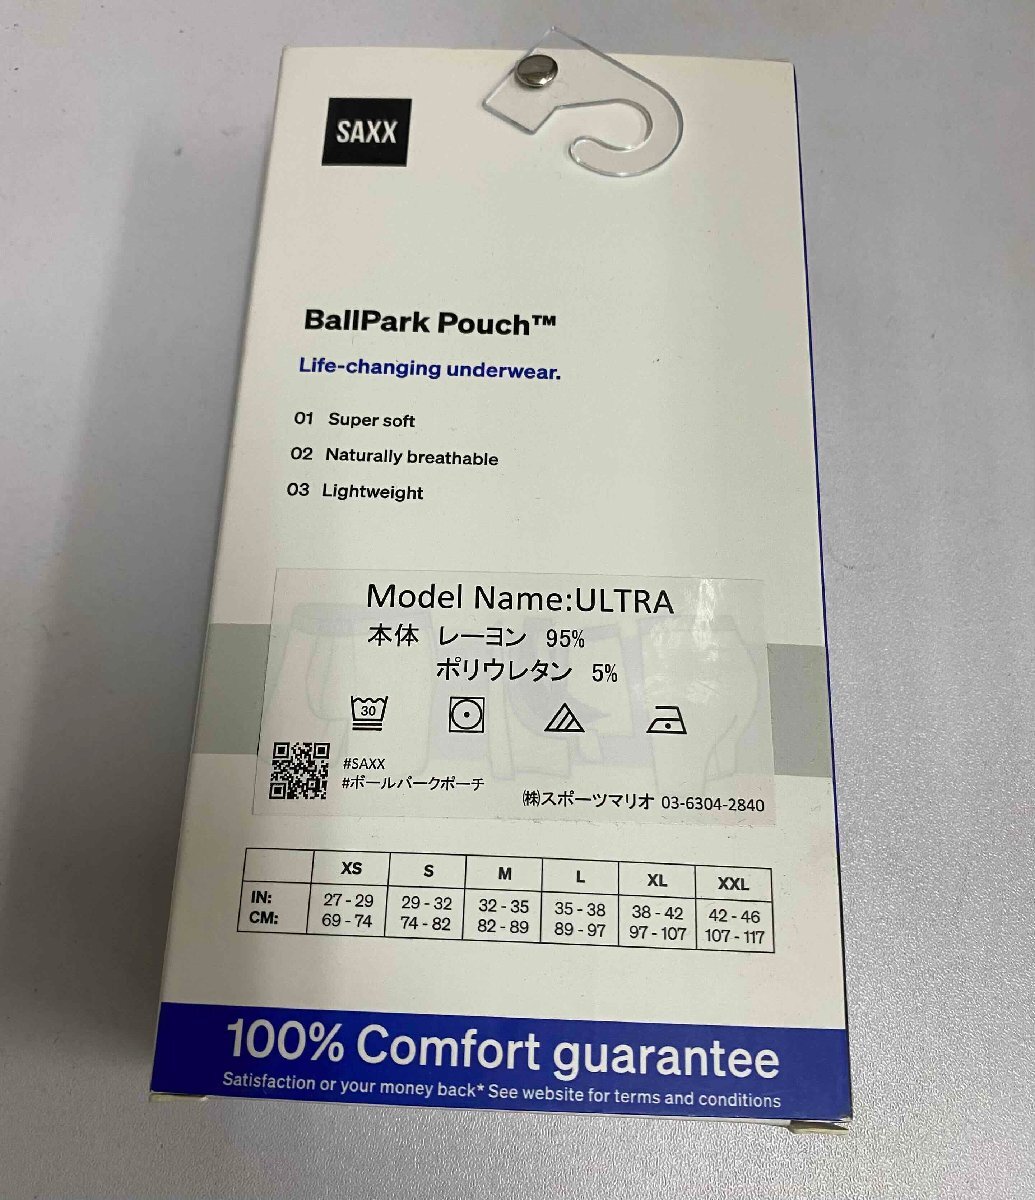 SAXX
BallPark Pouch™
Life-changing underwear.
01 Super soft
02 Naturally breathable
03 Lightweight
Model Name:ULTRA
本体 レーヨン 95%
ポリウレタン 5%
30
#SAXX
#ボールパークポーチ
㈱スポーツマリオ 03-6304-2840
XS S M L XL XXL
IN: 27 - 29 29 - 32 32 - 35 35 - 38 38 - 42 42 - 46
CM: 69 - 74 74 - 82 82 - 89 89 - 97 97 - 107 107 - 117
100% Comfort guarantee
Satisfaction or your money back* See website for terms and conditions